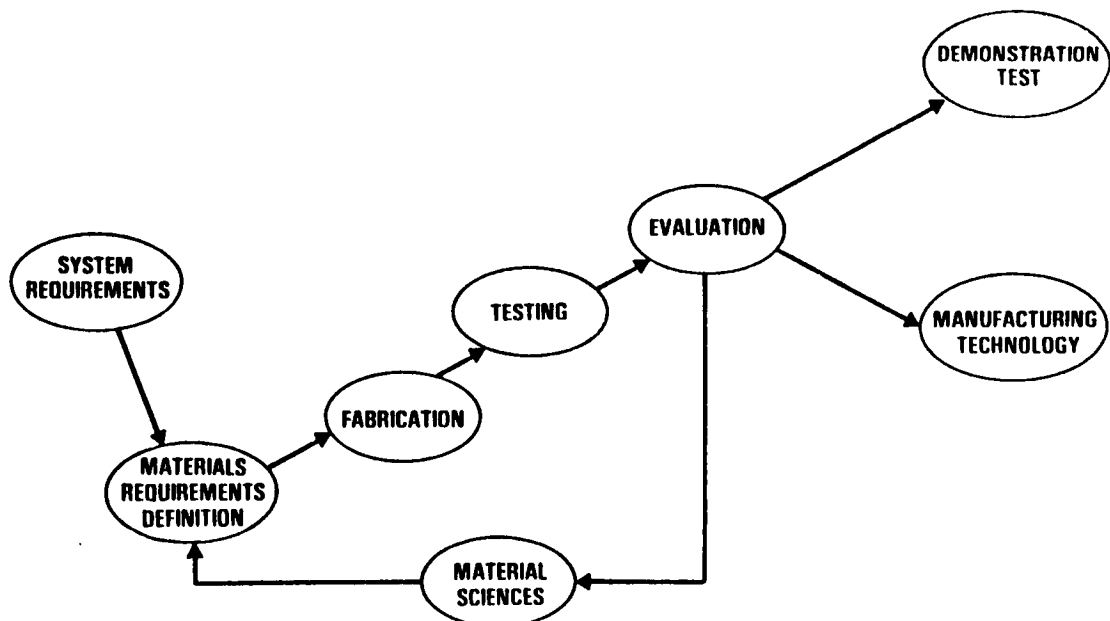 DEMONSTRATION
TEST
EVALUATION
SYSTEM
REQUIREMENTS
TESTING
MANUFACTURING
TECHNOLOGY
FABRICATION
MATERIALS
REQUIREMENTS
DEFINITION
MATERIAL
SCIENCES